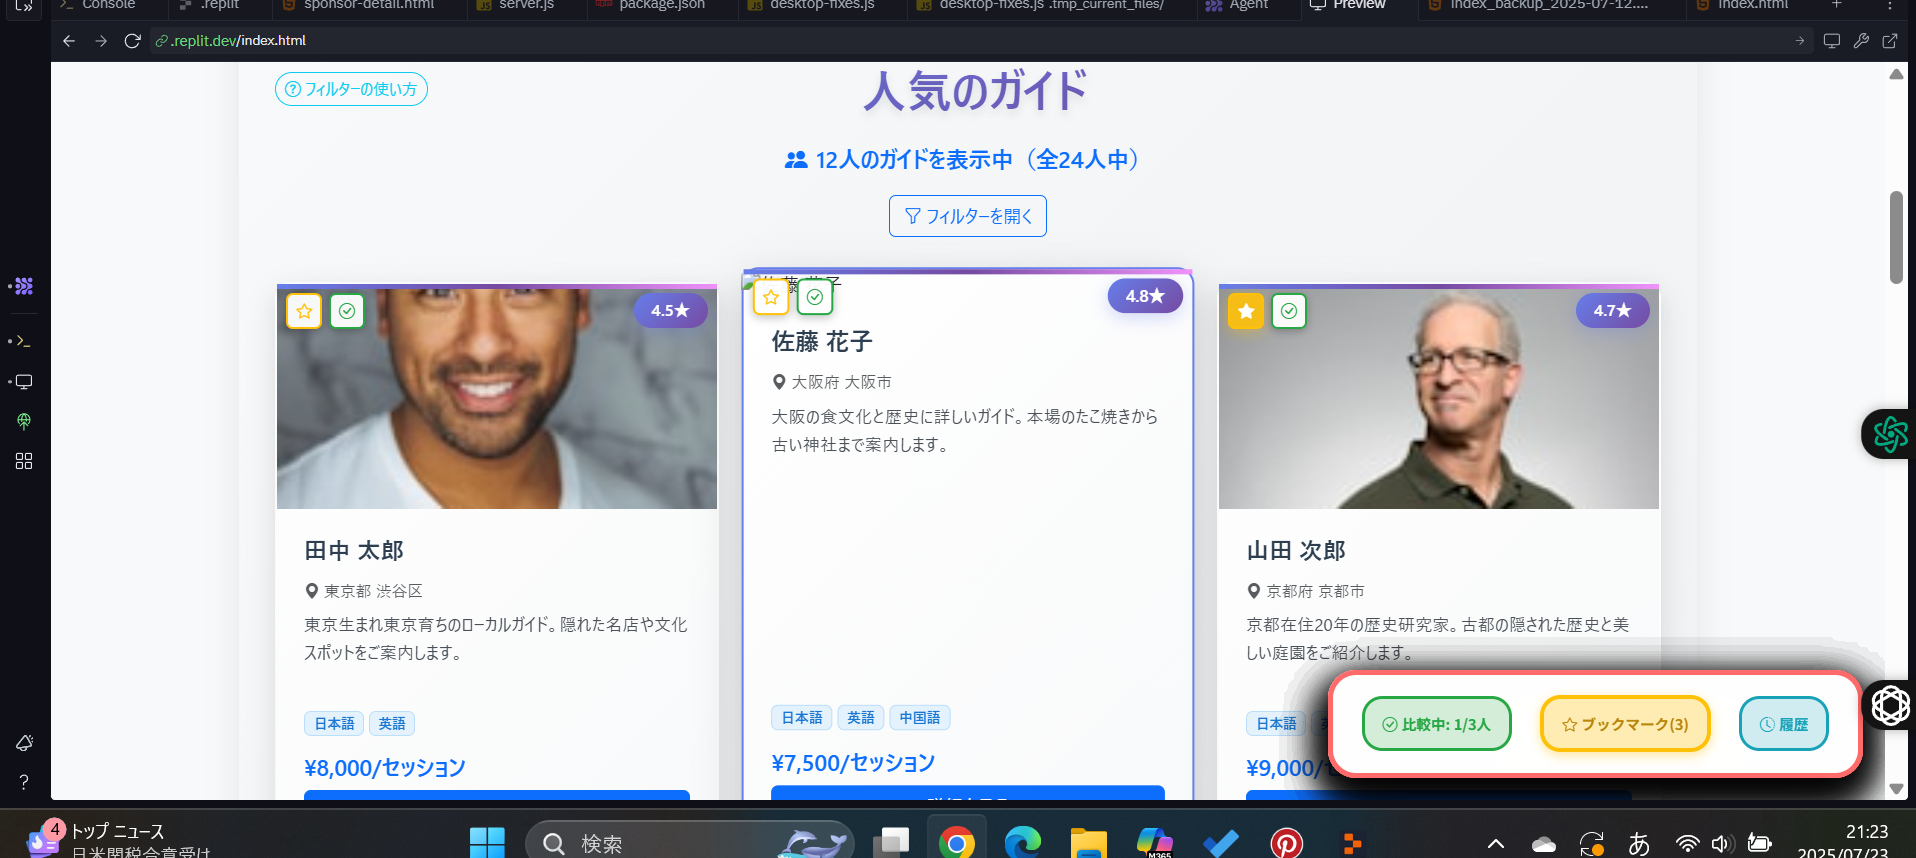 Console
.replit
sponsor-detail.html
server.js
package.json
desktop-fixes.js
desktop-fixes.js .tmp_current_files/
Agent
Preview
index_backup_2025-07-12....
index.html
.replit.dev/index.html
フィルターの使い方
人気のガイド
12人のガイドを表示中（全24人中）
フィルターを開く
4.5★
田中 太郎
東京都 渋谷区
東京生まれ東京育ちのローカルガイド。隠れた名店や文化
スポットをご案内します。
日本語 英語
¥8,000/セッション
4.8★
佐藤 花子
大阪府 大阪市
大阪の食文化と歴史に詳しいガイド。本場のたこ焼きから
古い神社まで案内します。
日本語 英語 中国語
¥7,500/セッション
4.7★
山田 次郎
京都府 京都市
京都在住20年の歴史研究家。古都の隠された歴史と美
しい庭園をご紹介します。
日本語
¥9,000/
比較中: 1/3人
ブックマーク(3)
履歴
4
トップ ニュース
日米関税合意受け
検索
M365
あ
21:23
2025/07/23